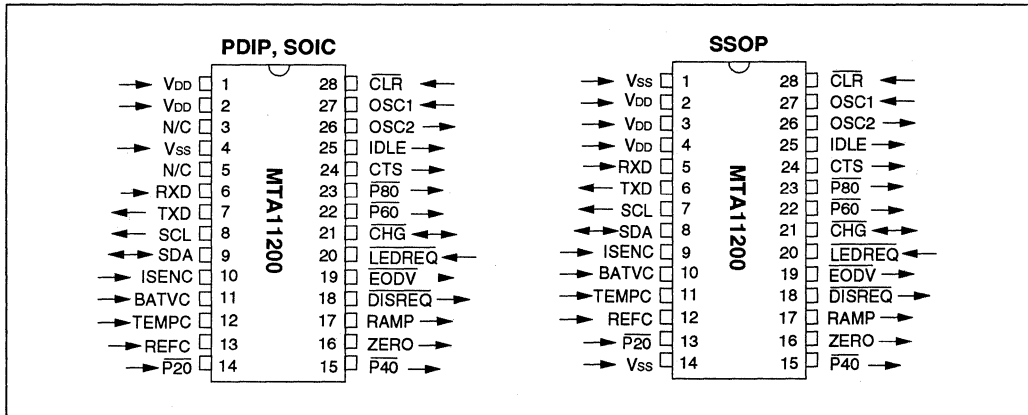 PDIP, SOIC
VDD 1 28 CLR
VDD 2 27 OSC1
N/C 3 26 OSC2
Vss 4 25 IDLE
N/C 5 24 CTS
RXD 6 23 P80
TXD 7 22 P60
SCL 8 21 CHG
SDA 9 20 LEDREQ
ISENC 10 19 EODV
BATVC 11 18 DISREQ
TEMPC 12 17 RAMP
REFC 13 16 ZERO
P20 14 15 P40
MTA11200
SSOP
Vss 1 28 CLR
VDD 2 27 OSC1
VDD 3 26 OSC2
VDD 4 25 IDLE
RXD 5 24 CTS
TXD 6 23 P80
SCL 7 22 P60
SDA 8 21 CHG
ISENC 9 20 LEDREQ
BATVC 10 19 EODV
TEMPC 11 18 DISREQ
REFC 12 17 RAMP
P20 13 16 ZERO
Vss 14 15 P40
MTA11200